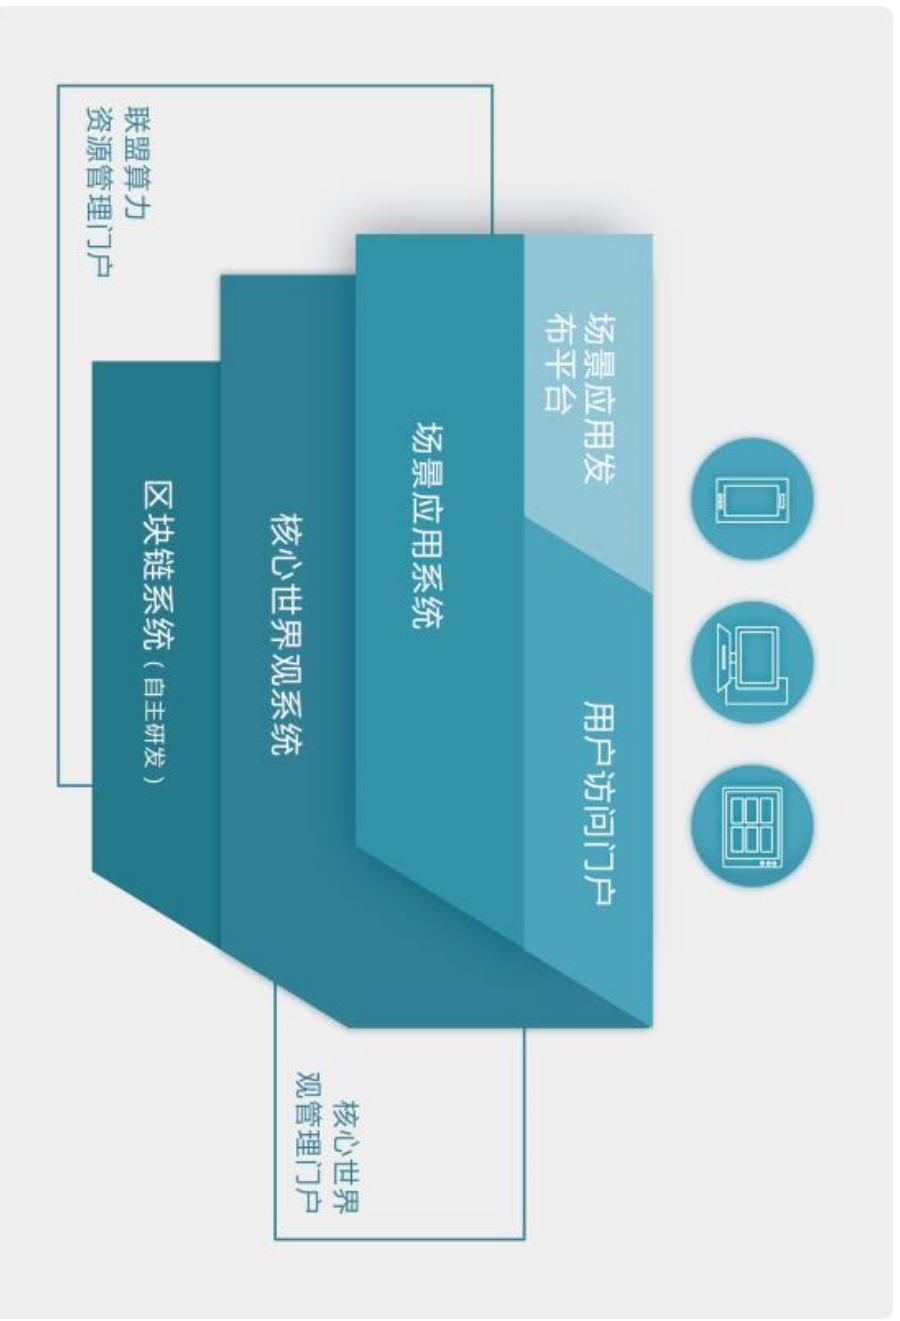 场景应用发
布平台
用户访问门户
场景应用系统
核心世界观系统
区块链系统（自主研发）
联盟算力
资源管理门户
核心世界
观管理门户